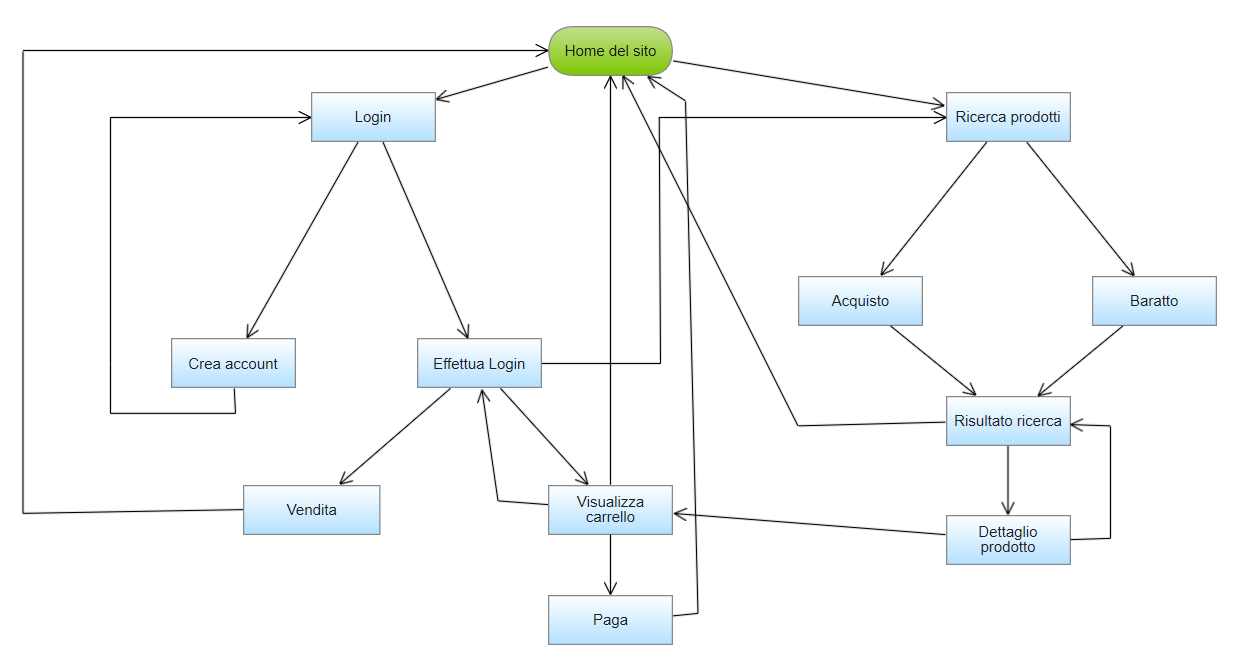 Home del sito
Login
Ricerca prodotti
Acquisto
Baratto
Crea account
Effettua Login
Risultato ricerca
Vendita
Visualizza
carrello
Dettaglio
prodotto
Paga